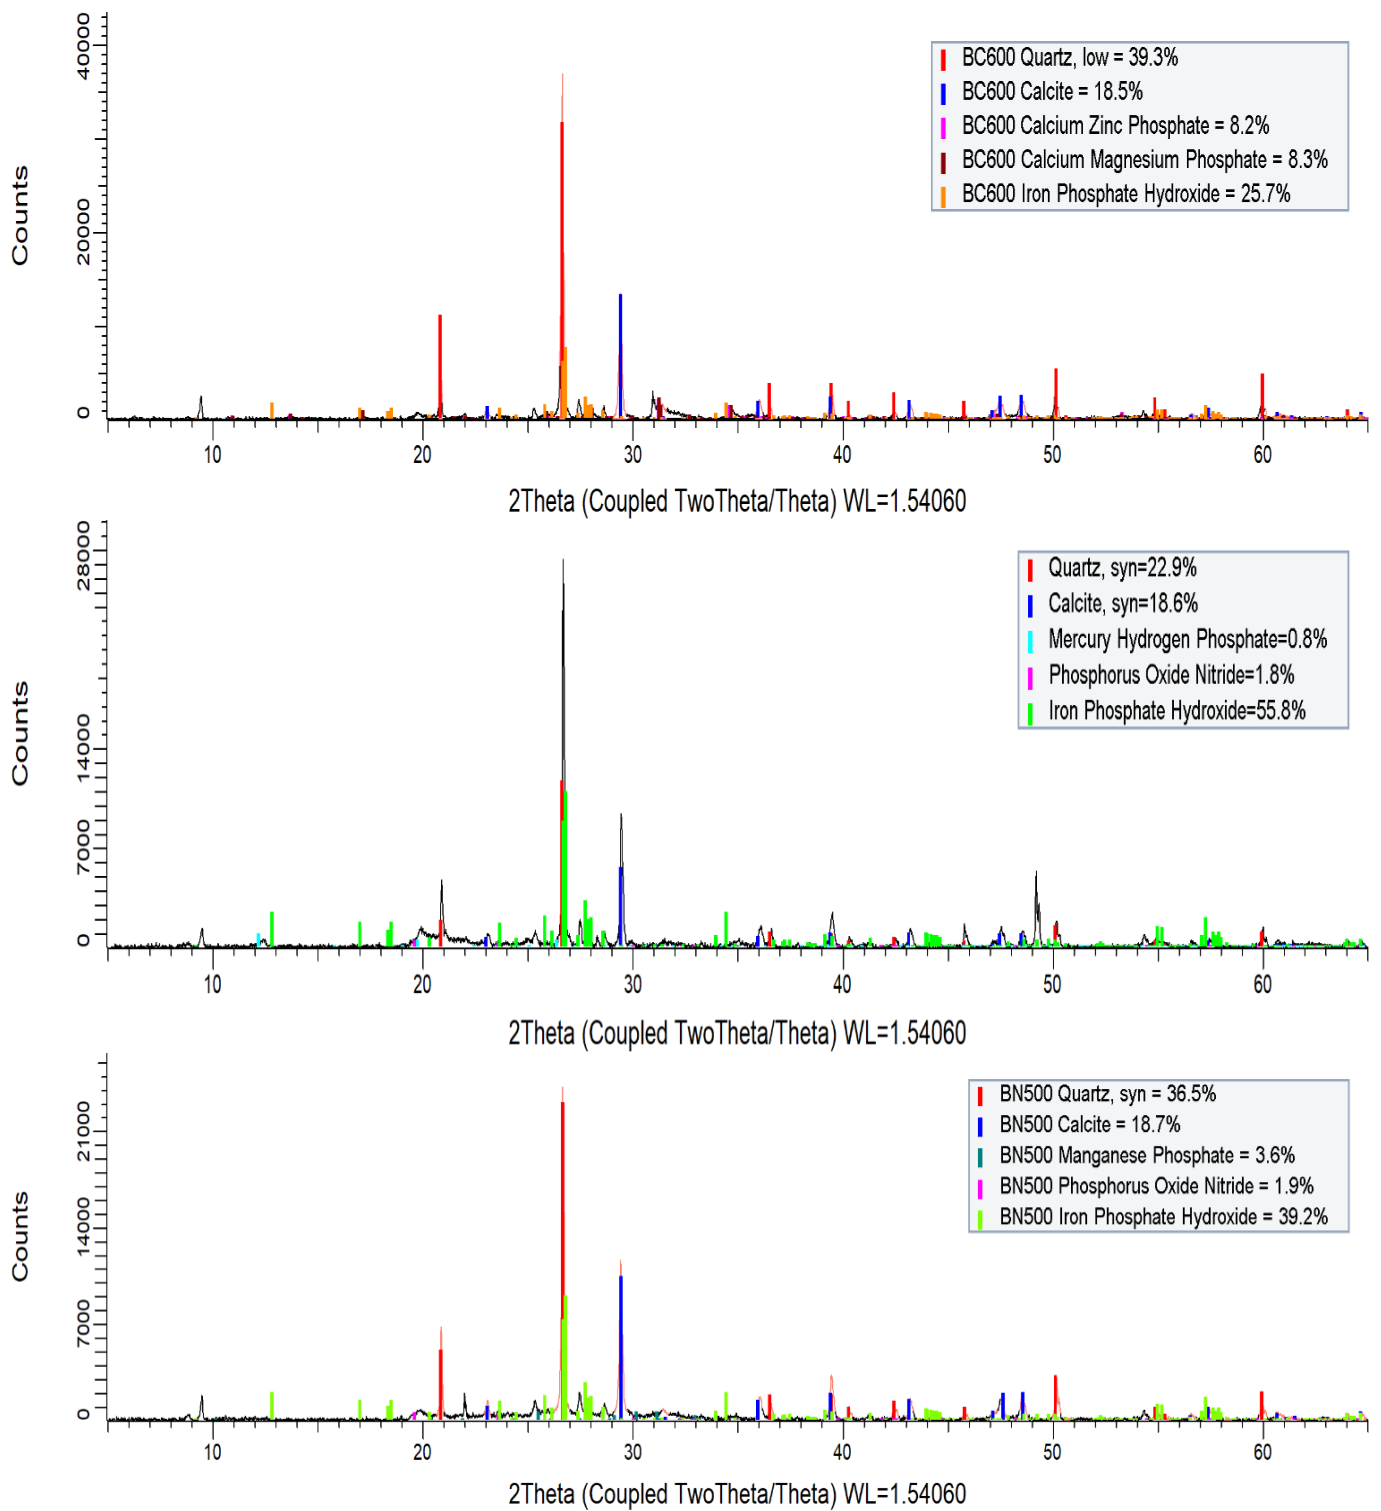 40000
20000
0
Counts
BC600 Quartz, low = 39.3%
BC600 Calcite = 18.5%
BC600 Calcium Zinc Phosphate = 8.2%
BC600 Calcium Magnesium Phosphate = 8.3%
BC600 Iron Phosphate Hydroxide = 25.7%
10 20 30 40 50 60
2Theta (Coupled TwoTheta/Theta) WL=1.54060
28000
14000
7000
0
Counts
Quartz, syn=22.9%
Calcite, syn=18.6%
Mercury Hydrogen Phosphate=0.8%
Phosphorus Oxide Nitride=1.8%
Iron Phosphate Hydroxide=55.8%
10 20 30 40 50 60
2Theta (Coupled TwoTheta/Theta) WL=1.54060
21000
14000
7000
0
Counts
BN500 Quartz, syn = 36.5%
BN500 Calcite = 18.7%
BN500 Manganese Phosphate = 3.6%
BN500 Phosphorus Oxide Nitride = 1.9%
BN500 Iron Phosphate Hydroxide = 39.2%
10 20 30 40 50 60
2Theta (Coupled TwoTheta/Theta) WL=1.54060